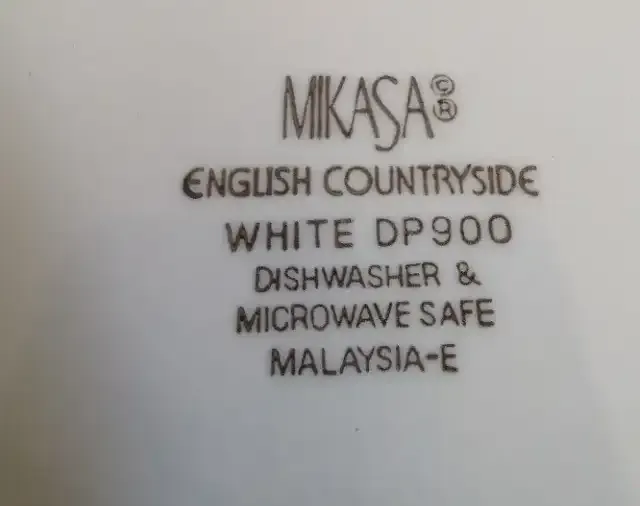 MIKASA©®
ENGLISH COUNTRYSIDE
WHITE DP900
DISHWASHER &
MICROWAVE SAFE
MALAYSIA-E